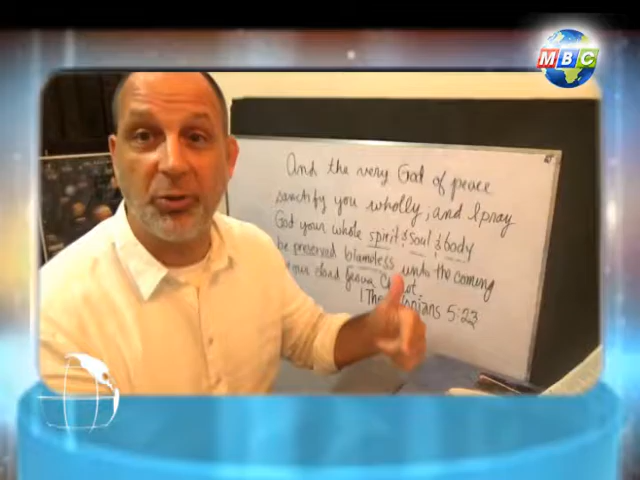 MBC
And the very God of peace
sanctify you wholly; and I pray
God your whole spirit & soul & body
be preserved blameless unto the coming
our Jesus
5:23